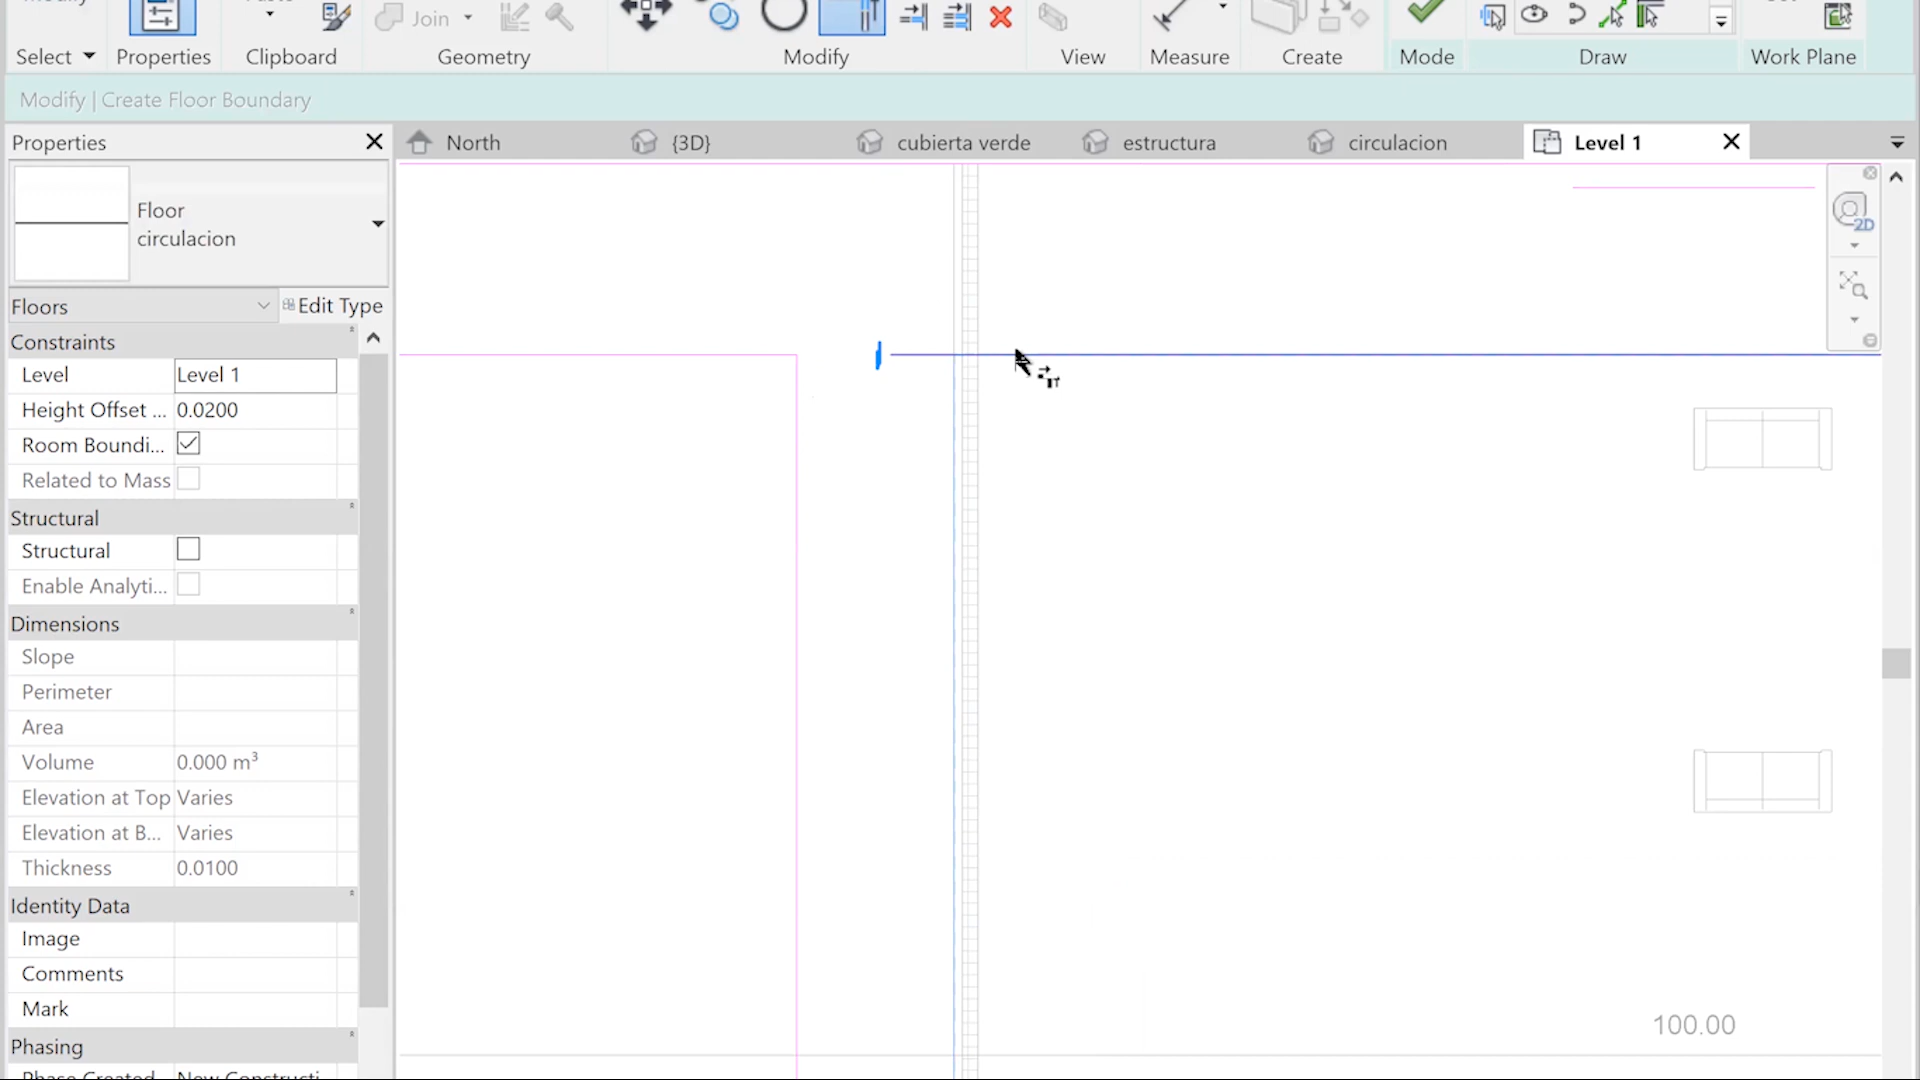 Join
Select
Properties
Clipboard
Geometry
Modify
View
Measure
Create
Mode
Draw
Work Plane
Modify | Create Floor Boundary
Properties
North
{3D}
cubierta verde
estructura
circulacion
Level 1
Floor
circulacion
2D
Floors
Edit Type
Constraints
Level Level 1
Height Offset ... 0.0200
Room Boundi...
Related to Mass
Structural
Structural
Enable Analyti...
Dimensions
Slope
Perimeter
Area
Volume 0.000 m³
Elevation at Top Varies
Elevation at B... Varies
Thickness 0.0100
Identity Data
Image
Comments
Mark
100.00
Phasing